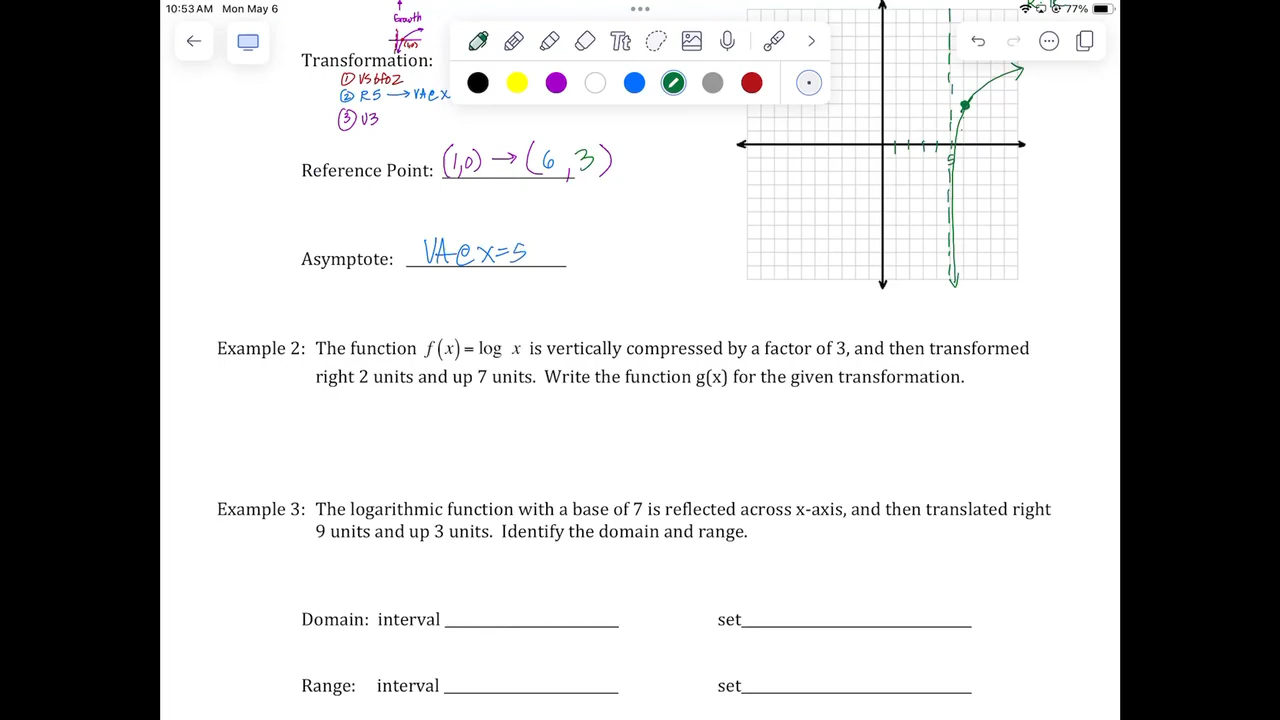 10:53 AM Mon May 6
77%
Growth
Tt
Transformation:
① VSbfo2
② R5 → VA@x
③ U3
Reference Point: (1,0) → (6,3)
5
Asymptote: VA@x=5
Example 2: The function f(x) = log x is vertically compressed by a factor of 3, and then transformed
right 2 units and up 7 units. Write the function g(x) for the given transformation.
Example 3: The logarithmic function with a base of 7 is reflected across x-axis, and then translated right
9 units and up 3 units. Identify the domain and range.
Domain: interval set
Range: interval set